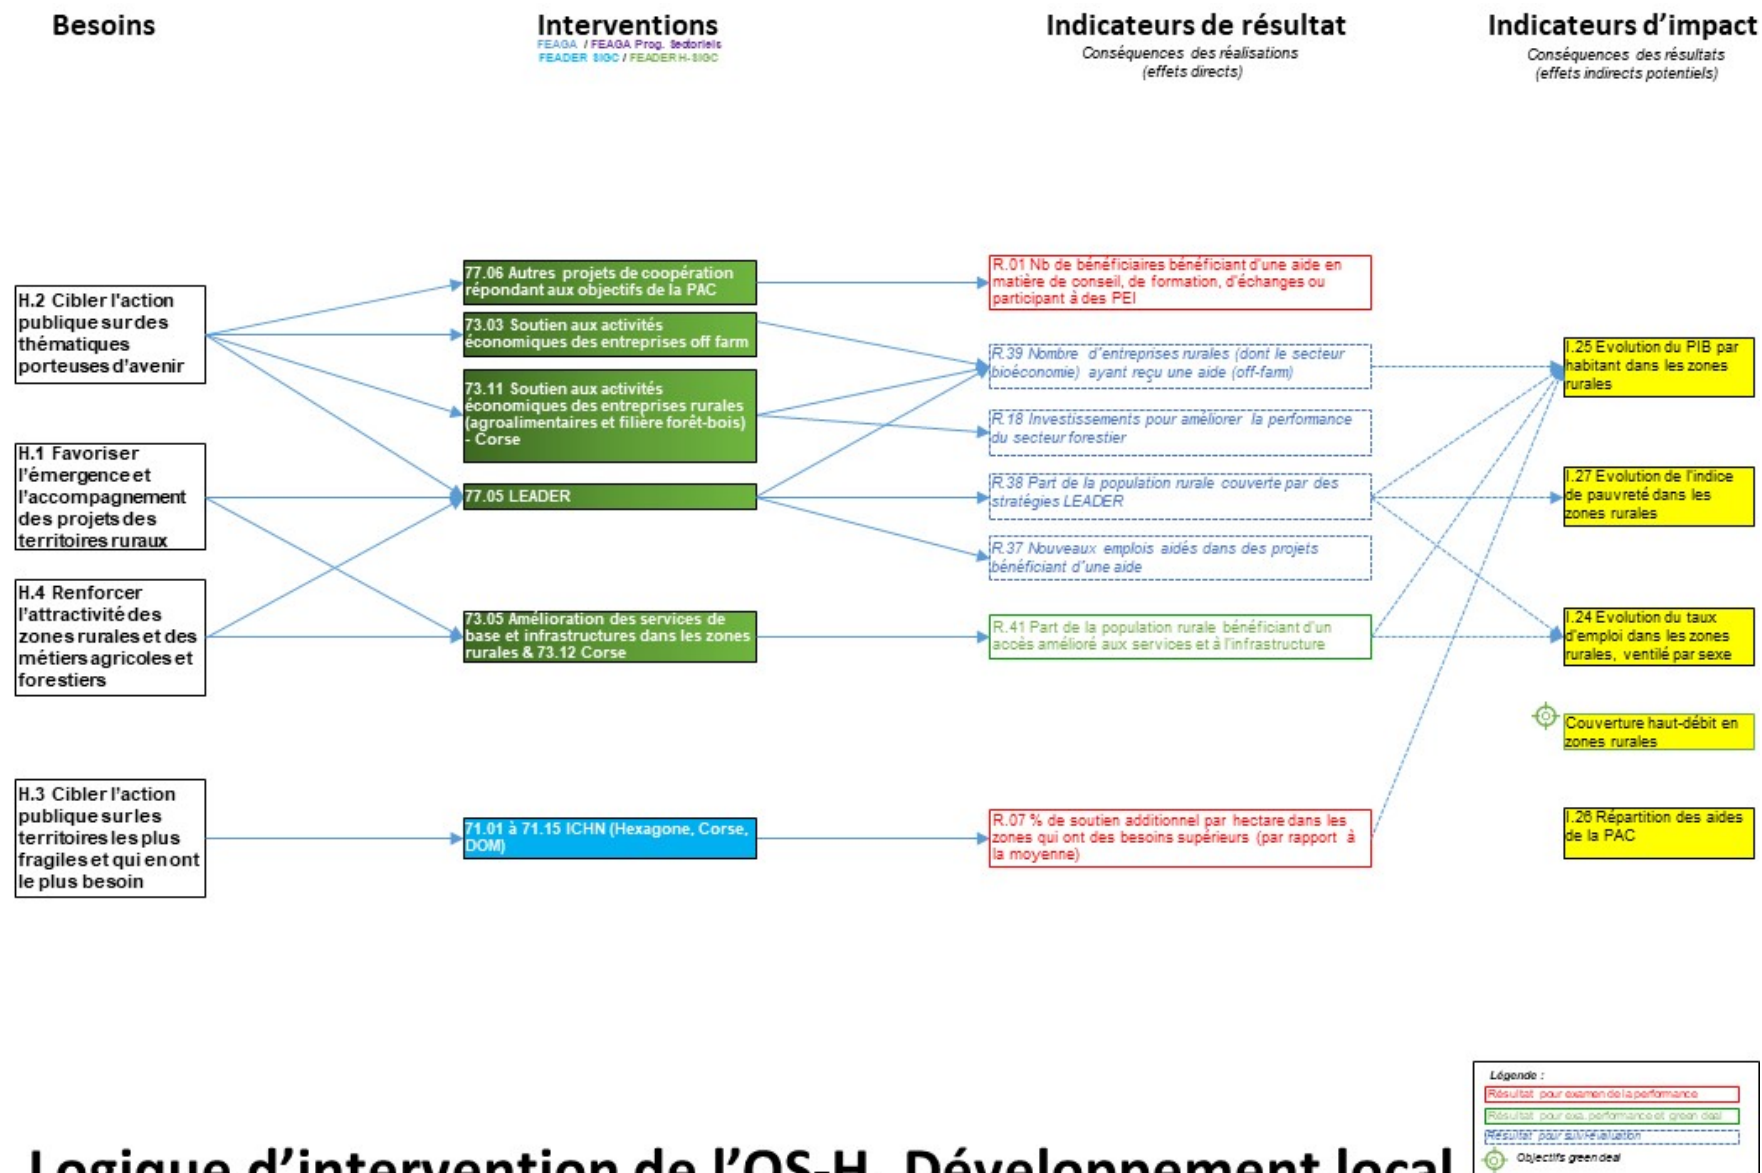 Besoins
Interventions
FEAGA / FEAGA Prog. Sectoriels
FEADER SIGC / FEADER H-SIGC
Indicateurs de résultat
Conséquences des réalisations
(effets directs)
Indicateurs d'impact
Conséquences des résultats
(effets indirects potentiels)
H.2 Cibler l'action
publique sur des
thématiques
porteuses d'avenir
H.1 Favoriser
l'émergence et
l'accompagnement
des projets des
territoires ruraux
H.4 Renforcer
l'attractivité des
zones rurales et des
métiers agricoles et
forestiers
H.3 Cibler l'action
publique sur les
territoires les plus
fragiles et qui en ont
le plus besoin
77.06 Autres projets de coopération
répondant aux objectifs de la PAC
73.03 Soutien aux activités
économiques des entreprises off farm
73.11 Soutien aux activités
économiques des entreprises rurales
(agroalimentaires et filière forêt-bois)
- Corse
77.05 LEADER
73.05 Amélioration des services de
base et infrastructures dans les zones
rurales & 73.12 Corse
71.01 à 71.15 ICHN (Hexagone, Corse,
DOM)
R.01 Nb de bénéficiaires bénéficiant d'une aide en
matière de conseil, de formation, d'échanges ou
participant à des PEI
R.39 Nombre d'entreprises rurales (dont le secteur
bioéconomie) ayant reçu une aide (off-farm)
R.18 Investissements pour améliorer la performance
du secteur forestier
R.38 Part de la population rurale couverte par des
stratégies LEADER
R.37 Nouveaux emplois aidés dans des projets
bénéficiant d'une aide
R.41 Part de la population rurale bénéficiant d'un
accès amélioré aux services et à l'infrastructure
R.07 % de soutien additionnel par hectare dans les
zones qui ont des besoins supérieurs (par rapport à
la moyenne)
I.25 Evolution du PIB par
habitant dans les zones
rurales
I.27 Evolution de l'indice
de pauvreté dans les
zones rurales
I.24 Evolution du taux
d'emploi dans les zones
rurales, ventilé par sexe
Couverture haut-débit en
zones rurales
I.26 Répartition des aides
de la PAC
Légende :
Résultat pour examen de la performance
Résultat pour exa. performance et green deal
Résultat pour suivi-évaluation
Objectifs green deal
Logique d'intervention de l'OS-H Développement local